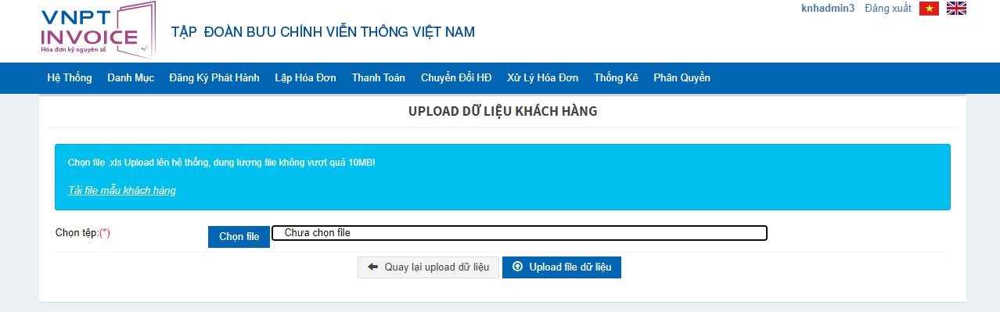 knhadmin3 Đăng xuất
VNPT
INVOICE
Hóa đơn kỷ nguyên số
TẬP ĐOÀN BƯU CHÍNH VIỄN THÔNG VIỆT NAM
Hệ Thống Danh Mục Đăng Ký Phát Hành Lập Hóa Đơn Thanh Toán Chuyển Đổi HĐ Xử Lý Hóa Đơn Thống Kê Phân Quyền
UPLOAD DỮ LIỆU KHÁCH HÀNG
Chọn file .xls Upload lên hệ thống, dung lượng file không vượt quá 10MB!
Tải file mẫu khách hàng
Chọn tệp:(*) Chọn file Chưa chọn file
Quay lại upload dữ liệu Upload file dữ liệu